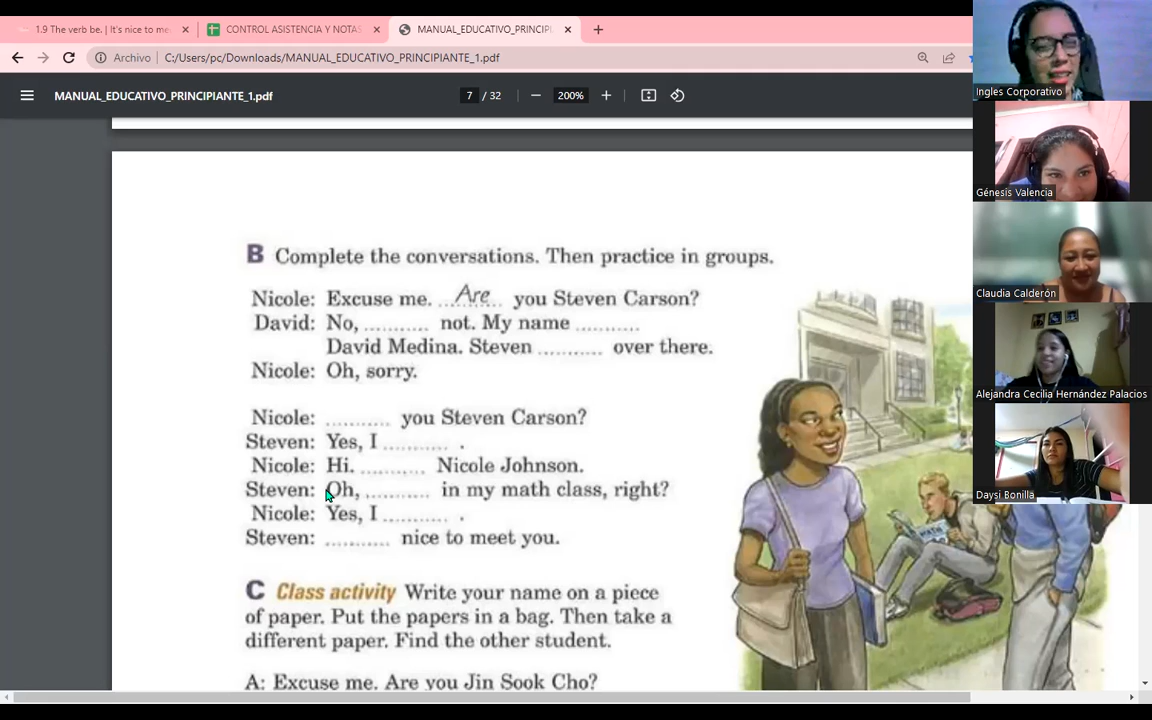 1.9 The verb be. | It's nice to me
CONTROL ASISTENCIA Y NOTAS
MANUAL_EDUCATIVO_PRINCIPI
Archivo
C:/Users/pc/Downloads/MANUAL_EDUCATIVO_PRINCIPIANTE_1.pdf
MANUAL_EDUCATIVO_PRINCIPIANTE_1.pdf
7 / 32
200%
B Complete the conversations. Then practice in groups.
Nicole: Excuse me. ...Are... you Steven Carson?
David: No, ........... not. My name ...........
David Medina. Steven ........... over there.
Nicole: Oh, sorry.
Nicole: ........... you Steven Carson?
Steven: Yes, I ........... .
Nicole: Hi. ........... Nicole Johnson.
Steven: Oh, ........... in my math class, right?
Nicole: Yes, I ........... .
Steven: ........... nice to meet you.
C Class activity Write your name on a piece
of paper. Put the papers in a bag. Then take a
different paper. Find the other student.
A: Excuse me. Are you Jin Sook Cho?
MATH
Ingles Corporativo
Génesis Valencia
Claudia Calderón
Alejandra Cecilia Hernández Palacios
Daysi Bonilla